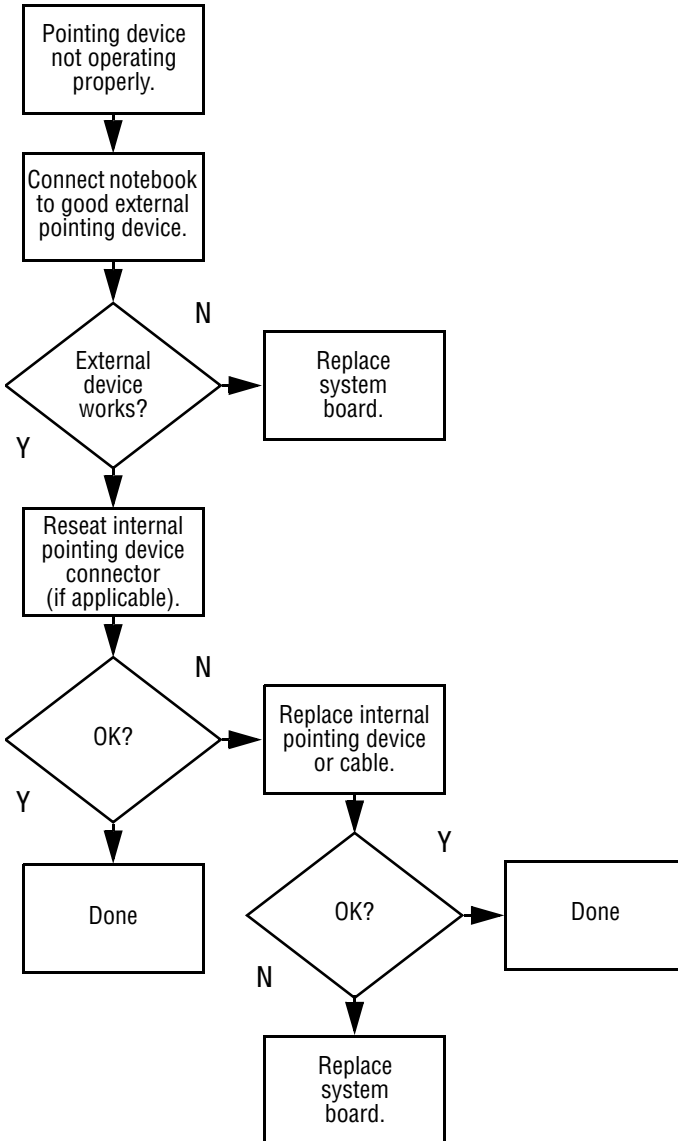 Pointing device
not operating
properly.
Connect notebook
to good external
pointing device.
N
External
device
works?
Replace
system
board.
Y
Reseat internal
pointing device
connector
(if applicable).
N
OK?
Replace internal
pointing device
or cable.
Y
Y
Done
OK?
Done
N
Replace
system
board.